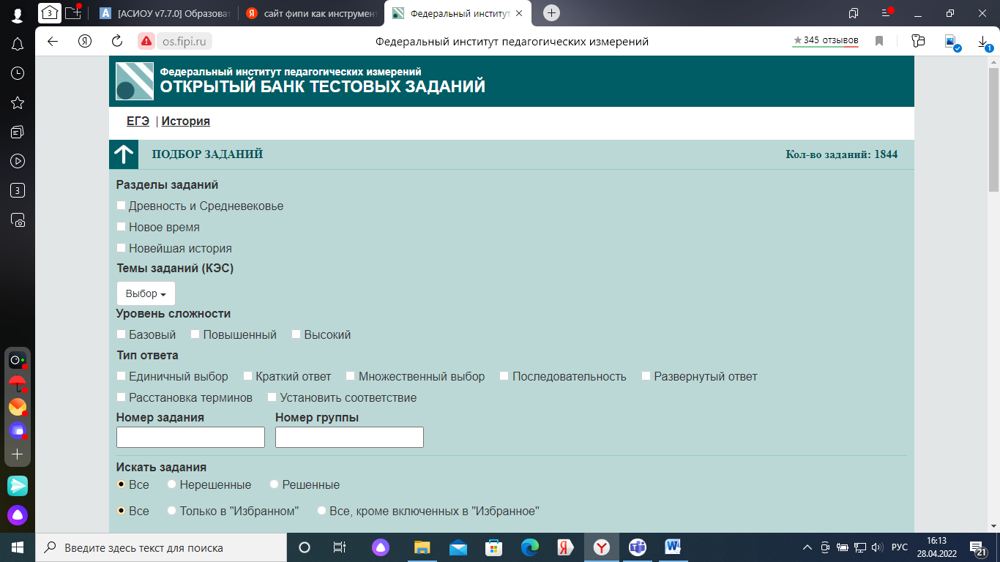 3
[АСИОУ v7.7.0] Образоват
Я сайт фипи как инструмент
Федеральный институт
os.fipi.ru
Федеральный институт педагогических измерений
345 отзывов
1
Федеральный институт педагогических измерений
ОТКРЫТЫЙ БАНК ТЕСТОВЫХ ЗАДАНИЙ
ЕГЭ | История
ПОДБОР ЗАДАНИЙ
Кол-во заданий: 1844
Разделы заданий
Древность и Средневековье
Новое время
3
Новейшая история
Темы заданий (КЭС)
Выбор
Уровень сложности
Базовый Повышенный Высокий
Тип ответа
Единичный выбор Краткий ответ Множественный выбор Последовательность Развернутый ответ
Расстановка терминов Установить соответствие
Номер задания Номер группы
Искать задания
Все Нерешенные Решенные
Все Только в "Избранном" Все, кроме включенных в "Избранное"
Введите здесь текст для поиска
РУС
16:13
28.04.2022
21